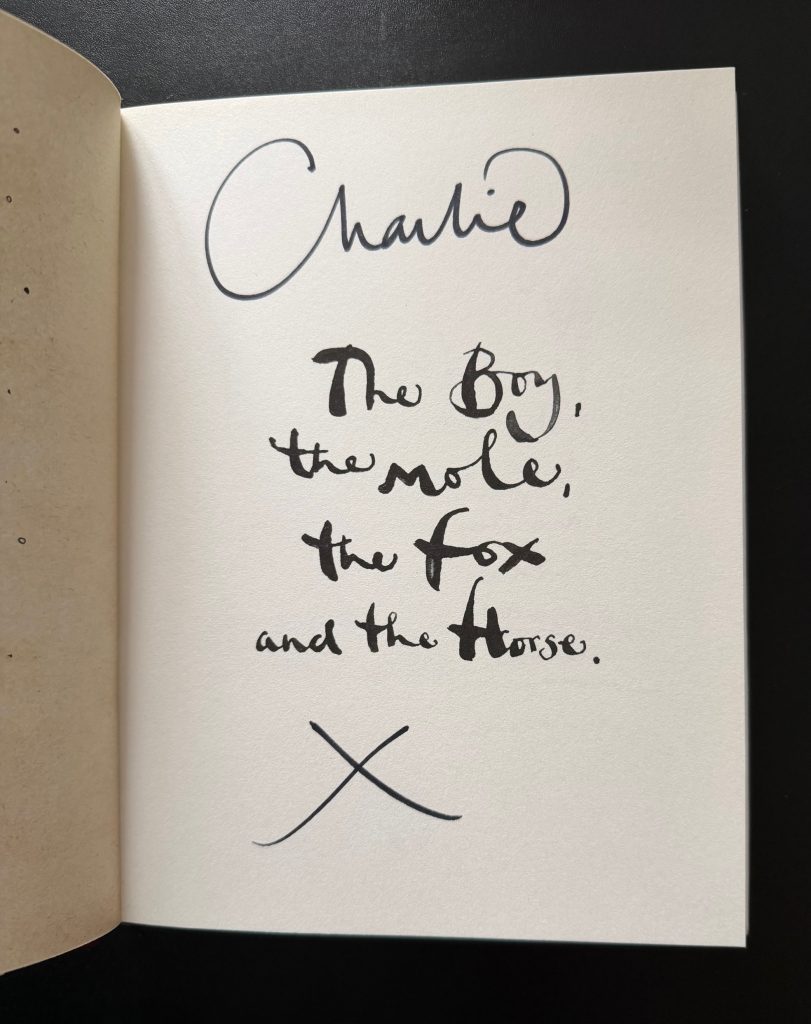 Charlie
The Boy,
the mole,
the fox
and the Horse.
X